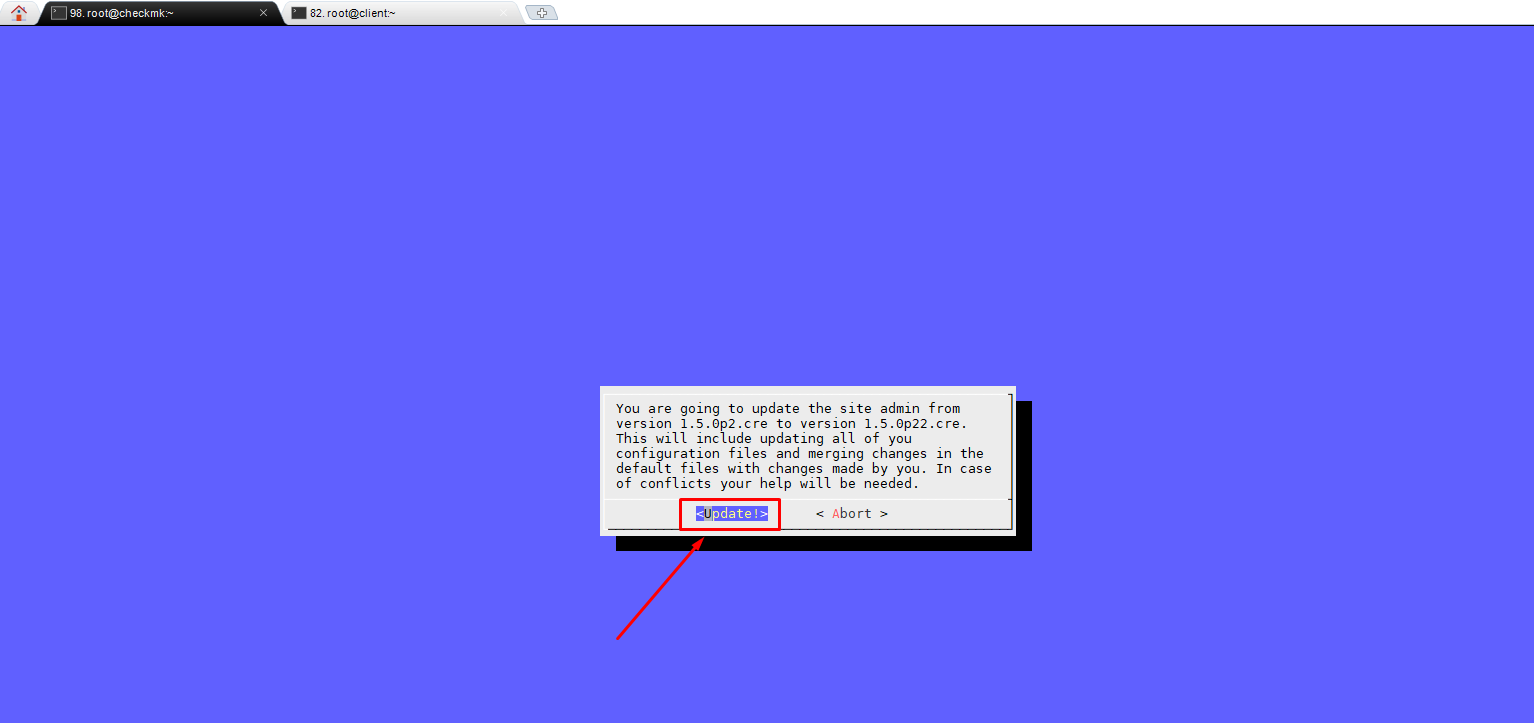 98. root@checkmk:~
82. root@client:~
You are going to update the site admin from
version 1.5.0p2.cre to version 1.5.0p22.cre.
This will include updating all of you
configuration files and merging changes in the
default files with changes made by you. In case
of conflicts your help will be needed.
<Update!> < Abort >